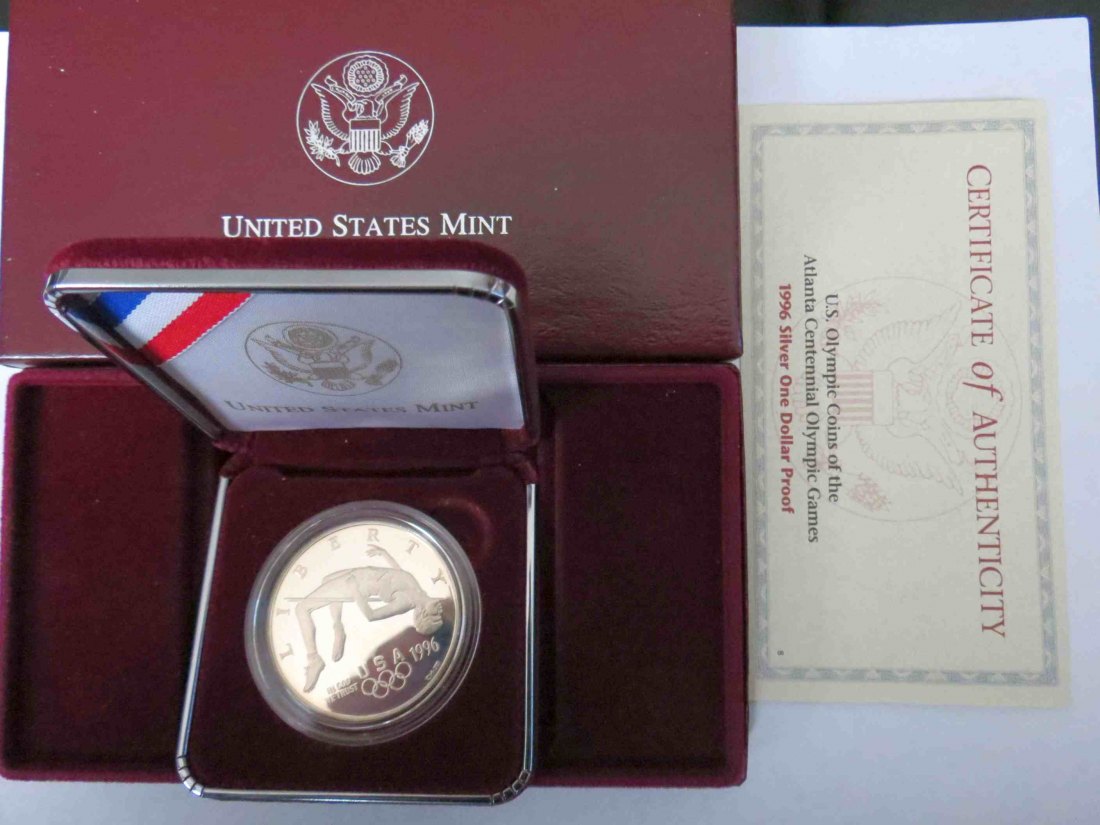 UNITED STATES MINT
UNITED STATES MINT
LIBERTY
IN GOD
WE TRUST
USA
1996
CERTIFICATE of AUTHENTICITY
U.S. Olympic Coins of the
Atlanta Centennial Olympic Games
1996 Silver One Dollar Proof
8